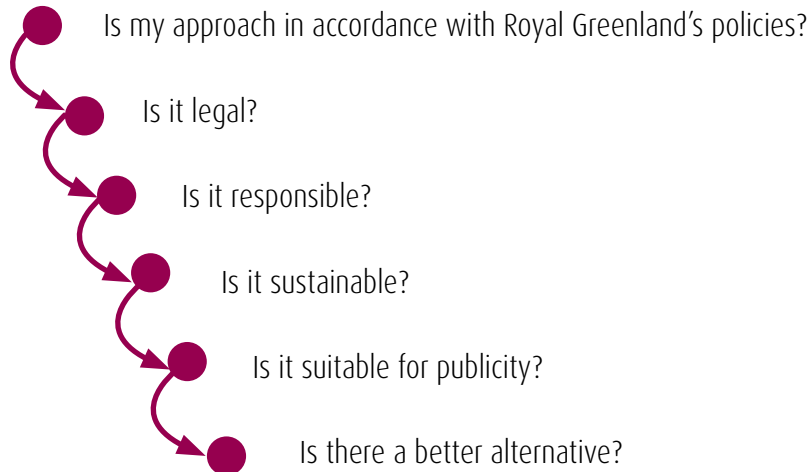 Is my approach in accordance with Royal Greenland’s policies?
Is it legal?
Is it responsible?
Is it sustainable?
Is it suitable for publicity?
Is there a better alternative?